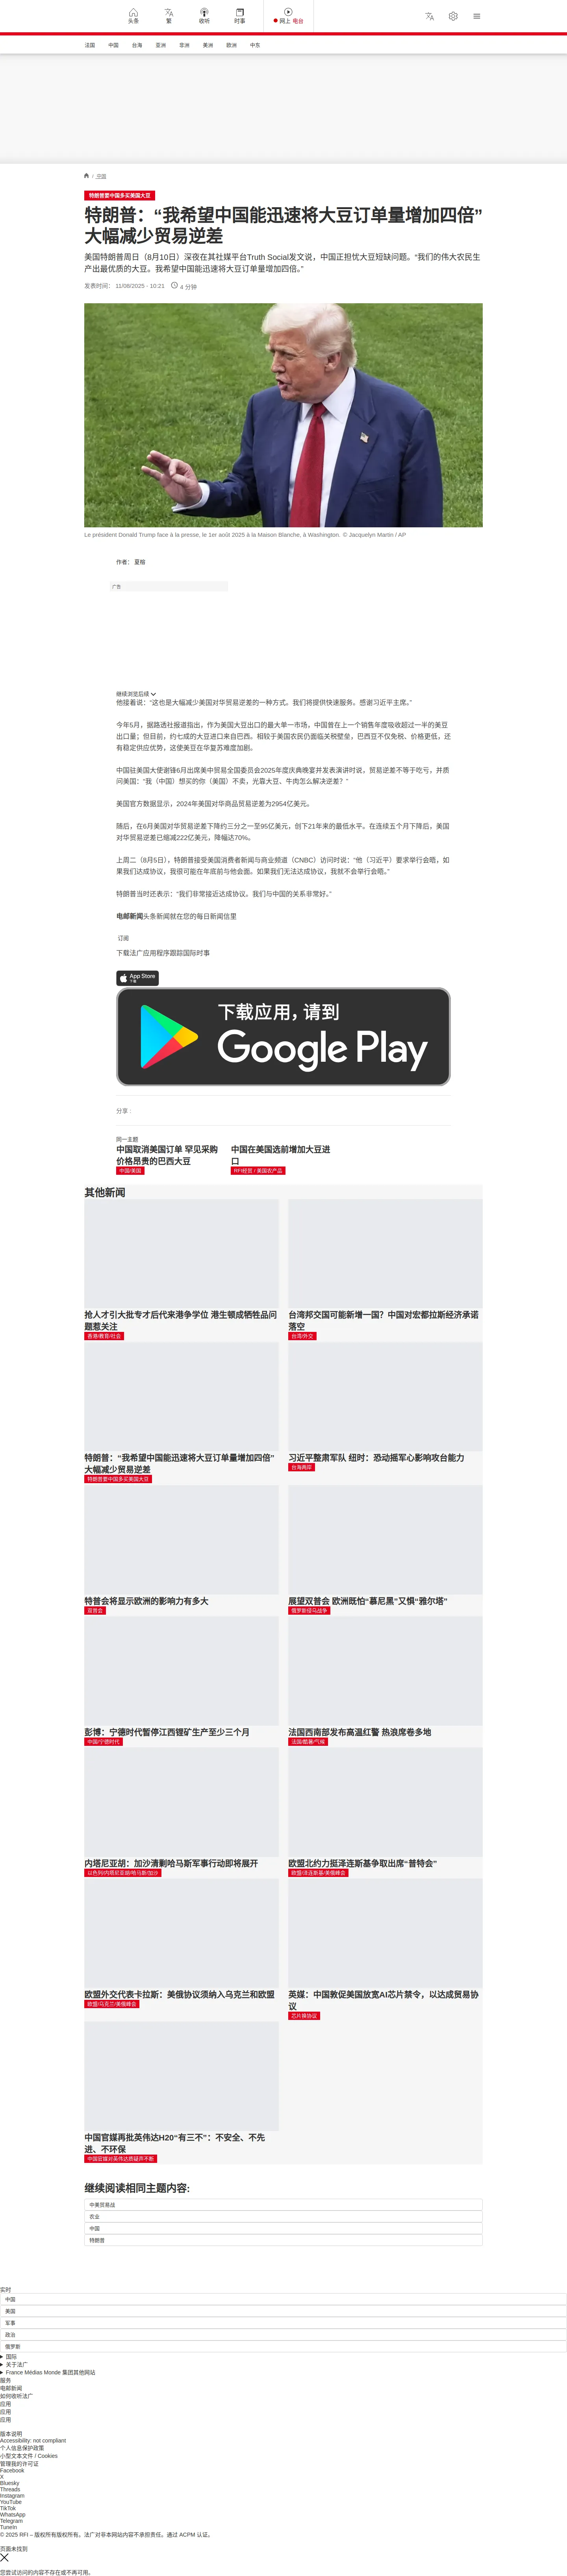 头条
繁
收听
时事
网上 电台
法国
中国
台海
亚洲
非洲
美洲
欧洲
中东
/ 中国
特朗普要中国多买美国大豆
特朗普：“我希望中国能迅速将大豆订单量增加四倍”
大幅减少贸易逆差
美国特朗普周日（8月10日）深夜在其社媒平台Truth Social发文说，中国正担忧大豆短缺问题。“我们的伟大农民生
产出最优质的大豆。我希望中国能迅速将大豆订单量增加四倍。”
发表时间： 11/08/2025 - 10:21 4 分钟
Le président Donald Trump face à la presse, le 1er août 2025 à la Maison Blanche, à Washington. © Jacquelyn Martin / AP
作者： 夏榕
广告
继续浏览后续
他接着说：“这也是大幅减少美国对华贸易逆差的一种方式。我们将提供快速服务。感谢习近平主席。”
今年5月，据路透社报道指出，作为美国大豆出口的最大单一市场，中国曾在上一个销售年度吸收超过一半的美豆
出口量；但目前，约七成的大豆进口来自巴西。相较于美国农民仍面临关税壁垒，巴西豆不仅免税、价格更低，还
有稳定供应优势，这使美豆在华复苏难度加剧。
中国驻美国大使谢锋6月出席美中贸易全国委员会2025年度庆典晚宴并发表演讲时说，贸易逆差不等于吃亏，并质
问美国：“我（中国）想买的你（美国）不卖，光靠大豆、牛肉怎么解决逆差？”
美国官方数据显示，2024年美国对华商品贸易逆差为2954亿美元。
随后，在6月美国对华贸易逆差下降约三分之一至95亿美元，创下21年来的最低水平。在连续五个月下降后，美国
对华贸易逆差已缩减222亿美元，降幅达70%。
上周二（8月5日），特朗普接受美国消费者新闻与商业频道（CNBC）访问时说：“他（习近平）要求举行会晤，如
果我们达成协议，我很可能在年底前与他会面。如果我们无法达成协议，我就不会举行会晤。”
特朗普当时还表示：“我们非常接近达成协议。我们与中国的关系非常好。”
电邮新闻头条新闻就在您的每日新闻信里
订阅
下载法广应用程序跟踪国际时事
App Store
下载
下载应用，请到
Google Play
分享 :
同一主题
中国取消美国订单 罕见采购
价格昂贵的巴西大豆
中国/美国
中国在美国选前增加大豆进
口
RFI经贸 / 美国农产品
其他新闻
抢人才引大批专才后代来港争学位 港生顿成牺牲品问
题惹关注
香港/教育/社会
台湾邦交国可能新增一国？中国对宏都拉斯经济承诺
落空
台湾/外交
特朗普：“我希望中国能迅速将大豆订单量增加四倍”
大幅减少贸易逆差
特朗普要中国多买美国大豆
习近平整肃军队 纽时：恐动摇军心影响攻台能力
台海两岸
特普会将显示欧洲的影响力有多大
双普会
展望双普会 欧洲既怕“慕尼黑”又惧“雅尔塔”
俄罗斯侵乌战争
彭博：宁德时代暂停江西锂矿生产至少三个月
中国/宁德时代
法国西南部发布高温红警 热浪席卷多地
法国/酷暑/气候
内塔尼亚胡：加沙清剿哈马斯军事行动即将展开
以色列/内塔尼亚胡/哈马斯/加沙
欧盟北约力挺泽连斯基争取出席“普特会”
欧盟/泽连斯基/美俄峰会
欧盟外交代表卡拉斯：美俄协议须纳入乌克兰和欧盟
欧盟/乌克兰/美俄峰会
英媒：中国敦促美国放宽AI芯片禁令，以达成贸易协
议
芯片换协议
中国官媒再批英伟达H20“有三不”：不安全、不先
进、不环保
中国官媒对英伟达质疑声不断
继续阅读相同主题内容:
中美贸易战
农业
中国
特朗普
实时
中国
美国
军事
政治
俄罗斯
国际
关于法广
France Médias Monde 集团其他网站
服务
电邮新闻
如何收听法广
应用
应用
应用
版本说明
Accessibility: not compliant
个人信息保护政策
小型文本文件 / Cookies
管理我的许可证
Facebook
X
Bluesky
Threads
Instagram
YouTube
TikTok
WhatsApp
Telegram
TuneIn
© 2025 RFI – 版权所有版权所有。法广对非本网站内容不承担责任。通过 ACPM 认证。
页面未找到
您尝试访问的内容不存在或不再可用。